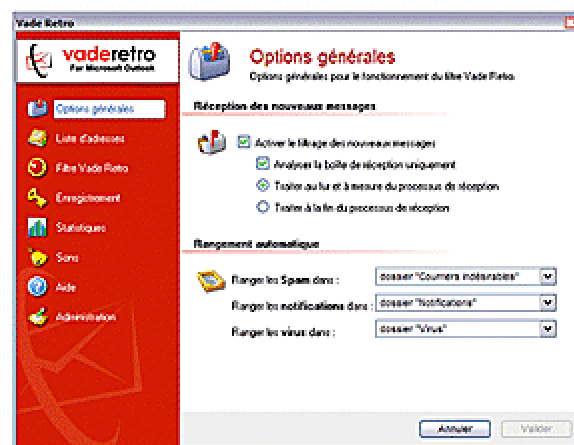 Vade Retro
vaderetro
For Microsoft Outlook
Options générales
Liste d'adresses
Filtre Vade Retro
Enregistrement
Statistiques
Sons
Aide
Administration
Options générales
Options générales pour le fonctionnement du filtre Vade Retro
Réception des nouveaux messages
Activer le filtrage des nouveaux messages
Analyser la boîte de réception uniquement
Traiter au fur et à mesure du processus de réception
Traiter à la fin du processus de réception
Rangement automatique
Ranger les Spam dans : dossier "Courriers indésirables"
Ranger les notifications dans : dossier "Notifications"
Ranger les virus dans : dossier "Virus"
Annuler Valider